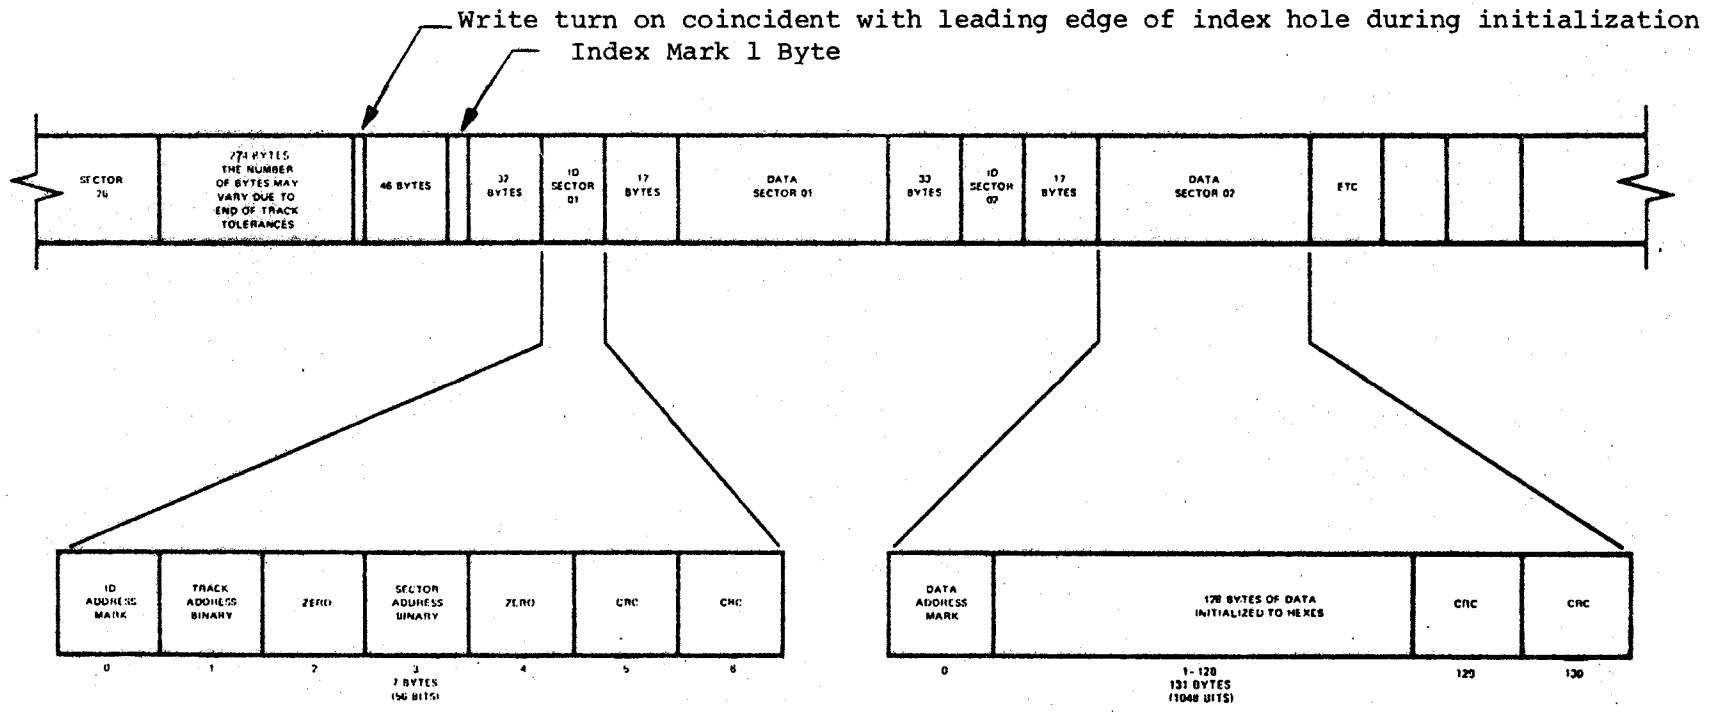 Write turn on coincident with leading edge of index hole during initialization
Index Mark 1 Byte
SECTOR
26
274 BYTES
THE NUMBER
OF BYTES MAY
VARY DUE TO
END OF TRACK
TOLERANCES
46 BYTES
32
BYTES
ID
SECTOR
01
17
BYTES
DATA
SECTOR 01
33
BYTES
ID
SECTOR
02
17
BYTES
DATA
SECTOR 02
ETC
ID
ADDRESS
MARK
TRACK
ADDRESS
BINARY
ZERO
SECTOR
ADDRESS
BINARY
ZERO
CRC
CRC
0
1
2
3
4
5
6
7 BYTES
(56 BITS)
DATA
ADDRESS
MARK
128 BYTES OF DATA
INITIALIZED TO HEXES
CRC
CRC
0
1-128
129
130
131 BYTES
(1048 BITS)